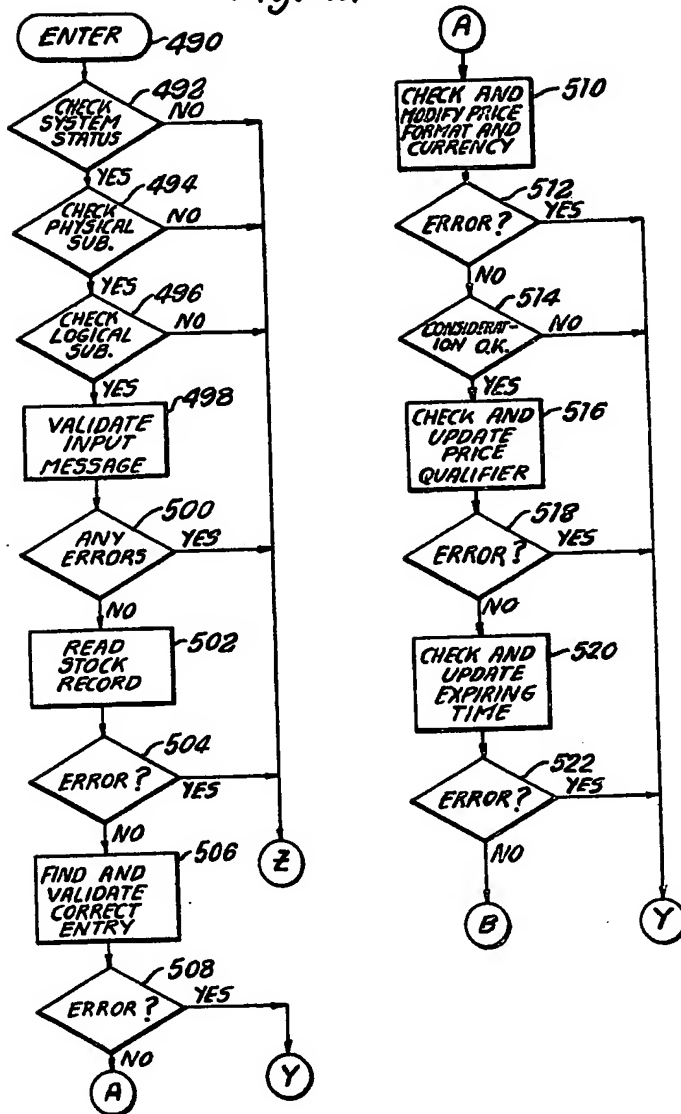 ENTER
490
492
CHECK
SYSTEM
STATUS
NO
YES
494
CHECK
PHYSICAL
SUB.
NO
YES
496
CHECK
LOGICAL
SUB.
NO
YES
498
VALIDATE
INPUT
MESSAGE
500
ANY
ERRORS
YES
NO
READ
STOCK
RECORD
502
504
ERROR?
YES
NO
506
FIND AND
VALIDATE
CORRECT
ENTRY
Z
508
ERROR?
YES
NO
A
Y
A
CHECK AND
MODIFY PRICE
FORMAT AND
CURRENCY
510
512
ERROR?
YES
NO
514
CONSIDERAT-
ION O.K.
NO
YES
CHECK AND
UPDATE
PRICE
QUALIFIER
516
518
ERROR?
YES
NO
CHECK AND
UPDATE
EXPIRING
TIME
520
522
ERROR?
YES
NO
B
Y